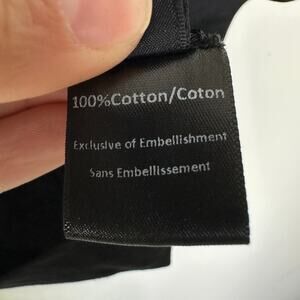 100%Cotton/Coton
Exclusive of Embellishment
Sans Embellissement